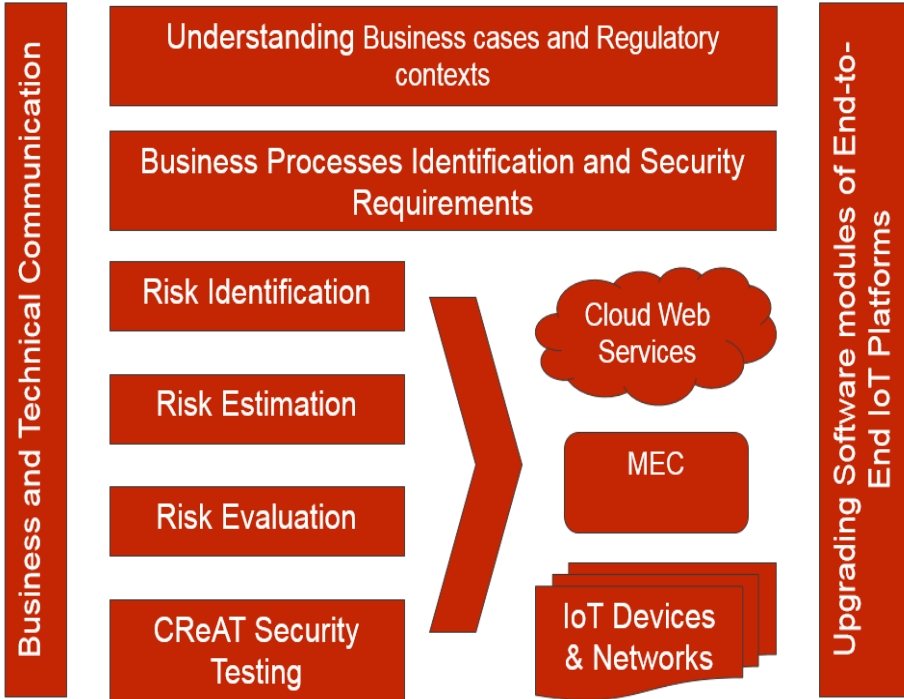 Business and Technical Communication
Understanding Business cases and Regulatory
contexts
Business Processes Identification and Security
Requirements
Risk Identification
Risk Estimation
Risk Evaluation
CReAT Security
Testing
Cloud Web
Services
MEC
IoT Devices
& Networks
Upgrading Software modules of End-to-
End IoT Platforms